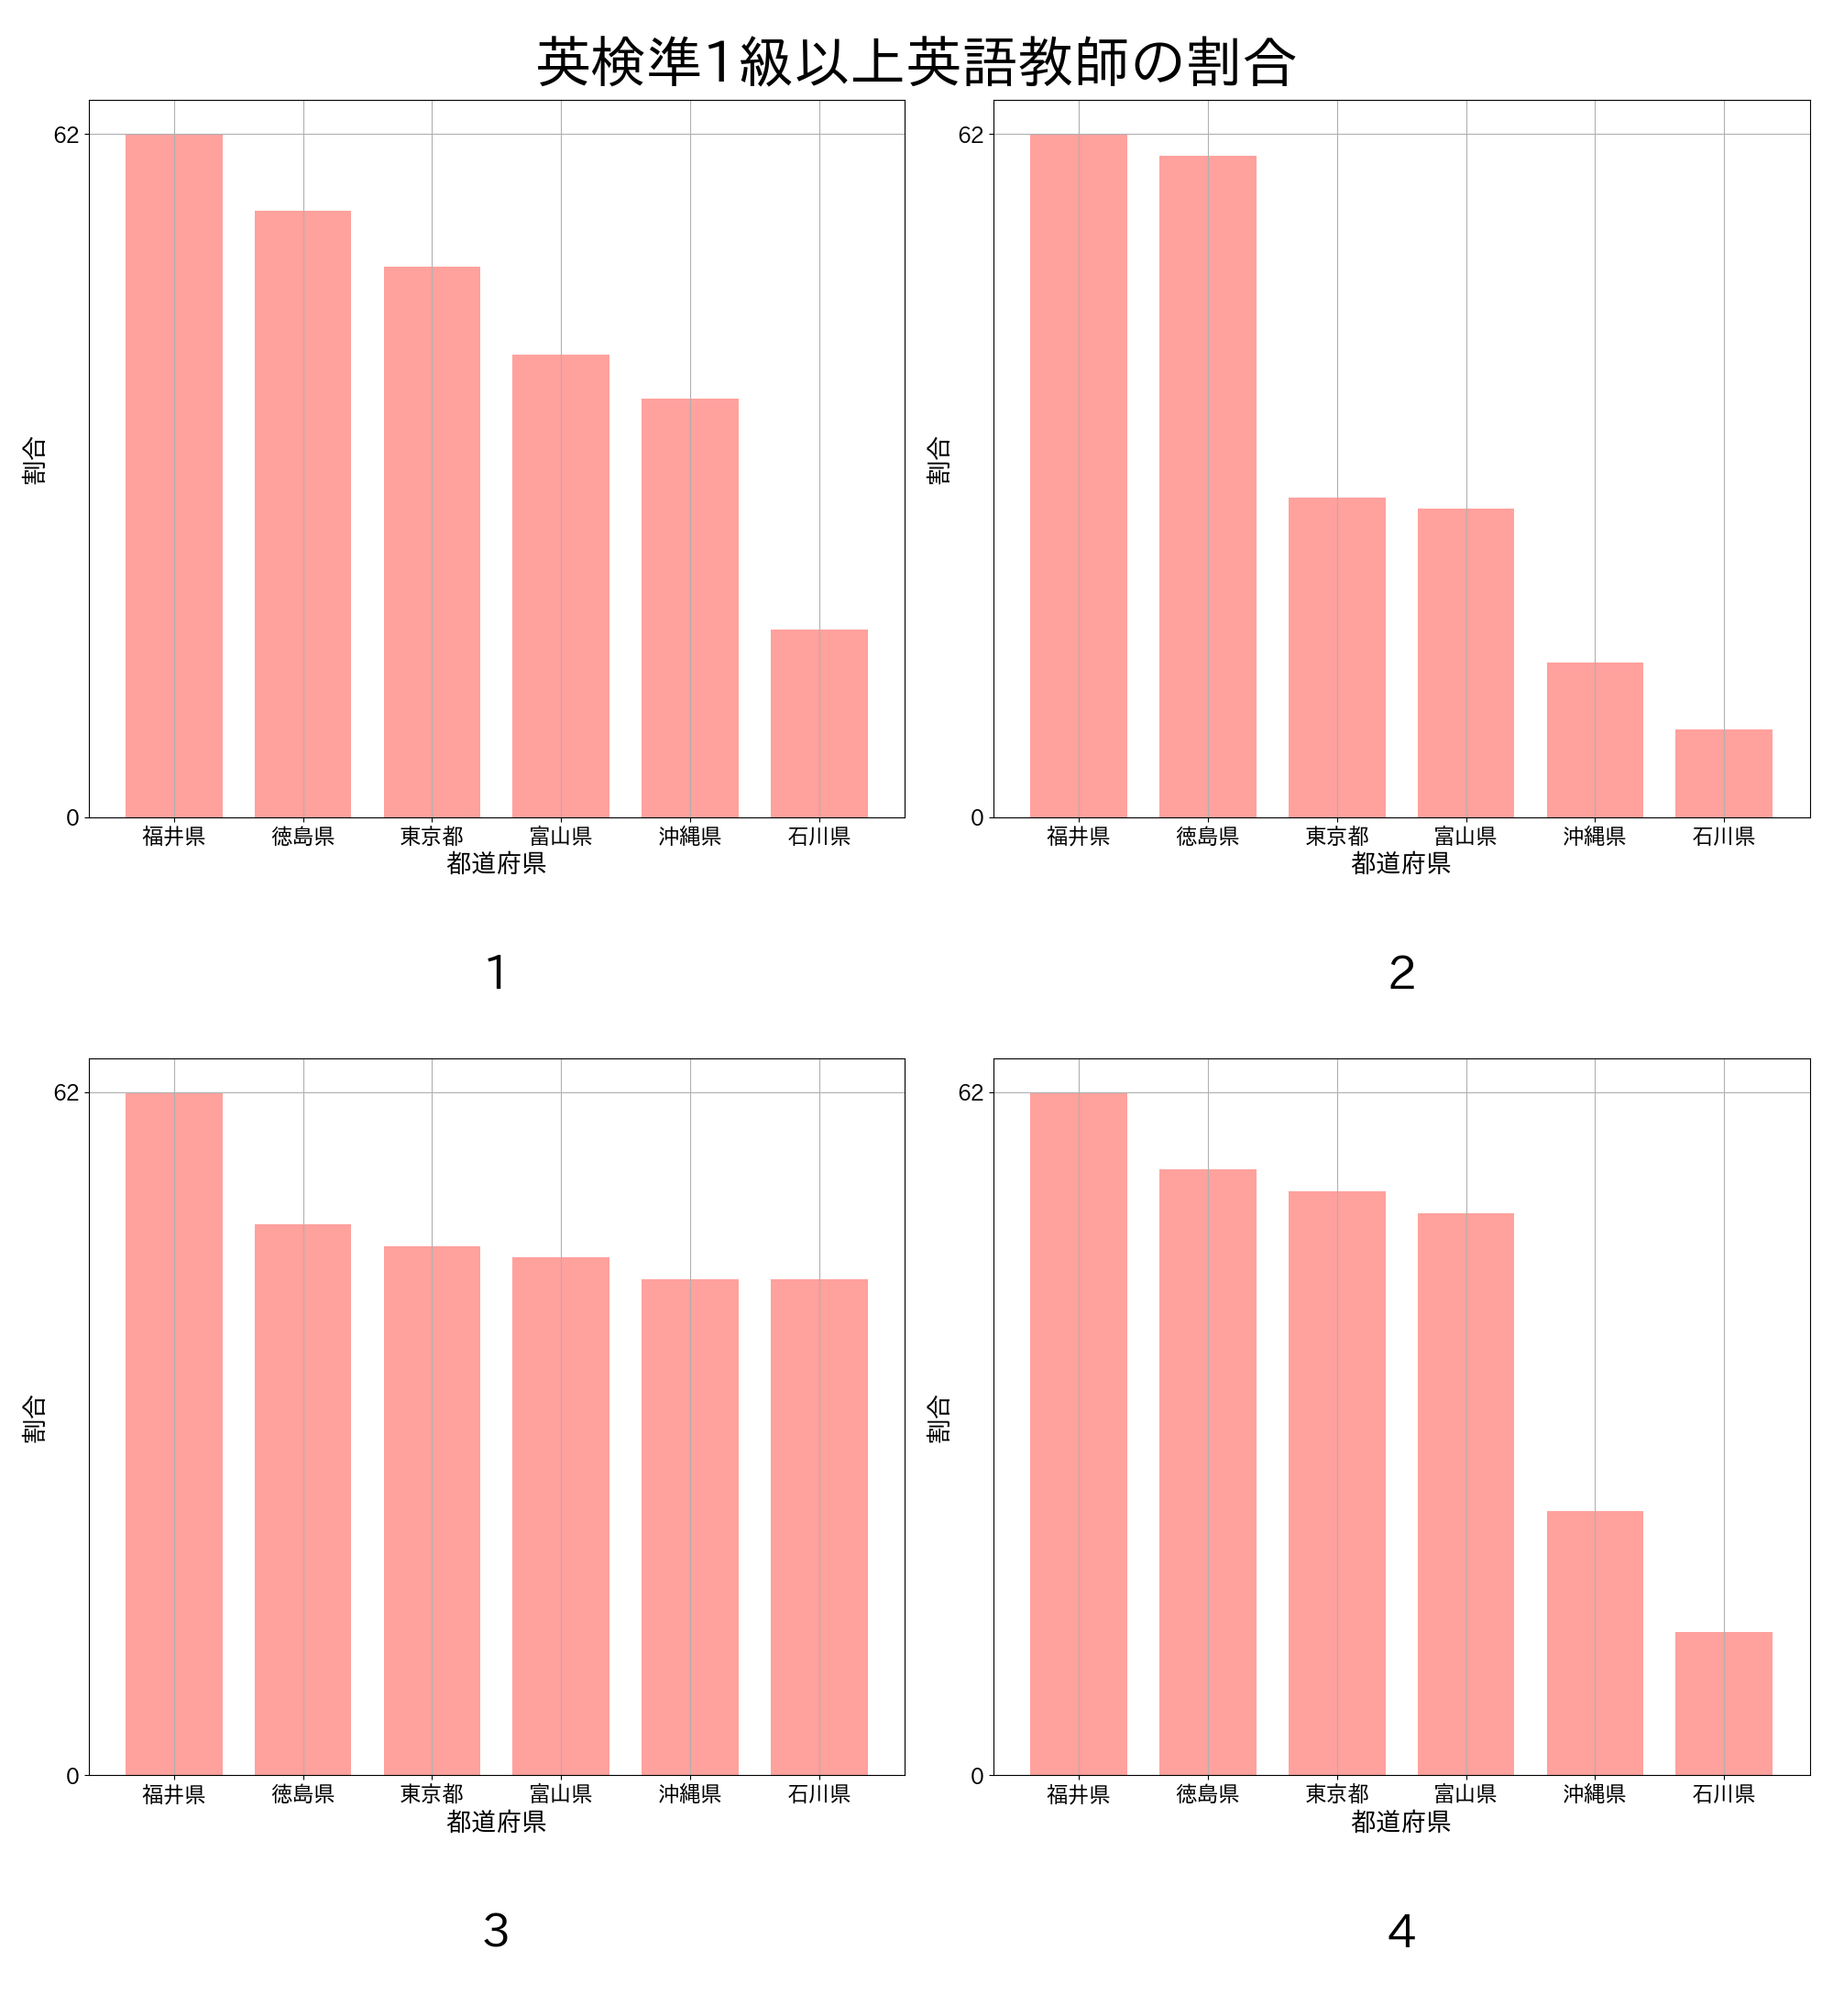 英検準1級以上英語教師の割合
62
0
割合
福井県 徳島県 東京都 富山県 沖縄県 石川県
都道府県
1
62
0
割合
福井県 徳島県 東京都 富山県 沖縄県 石川県
都道府県
2
62
0
割合
福井県 徳島県 東京都 富山県 沖縄県 石川県
都道府県
3
62
0
割合
福井県 徳島県 東京都 富山県 沖縄県 石川県
都道府県
4